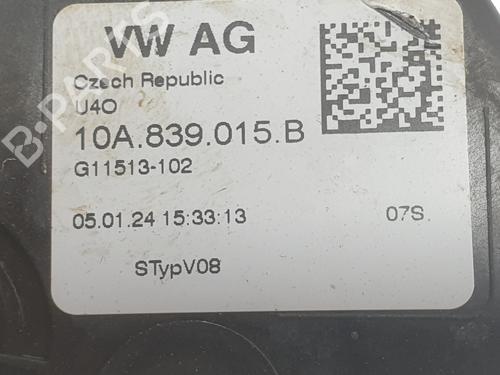 VW AG
Czech Republic
U4O
10A.839.015.B
G11513-102
05.01.24 15:33:13 07S.
STypV08
B-PARTS